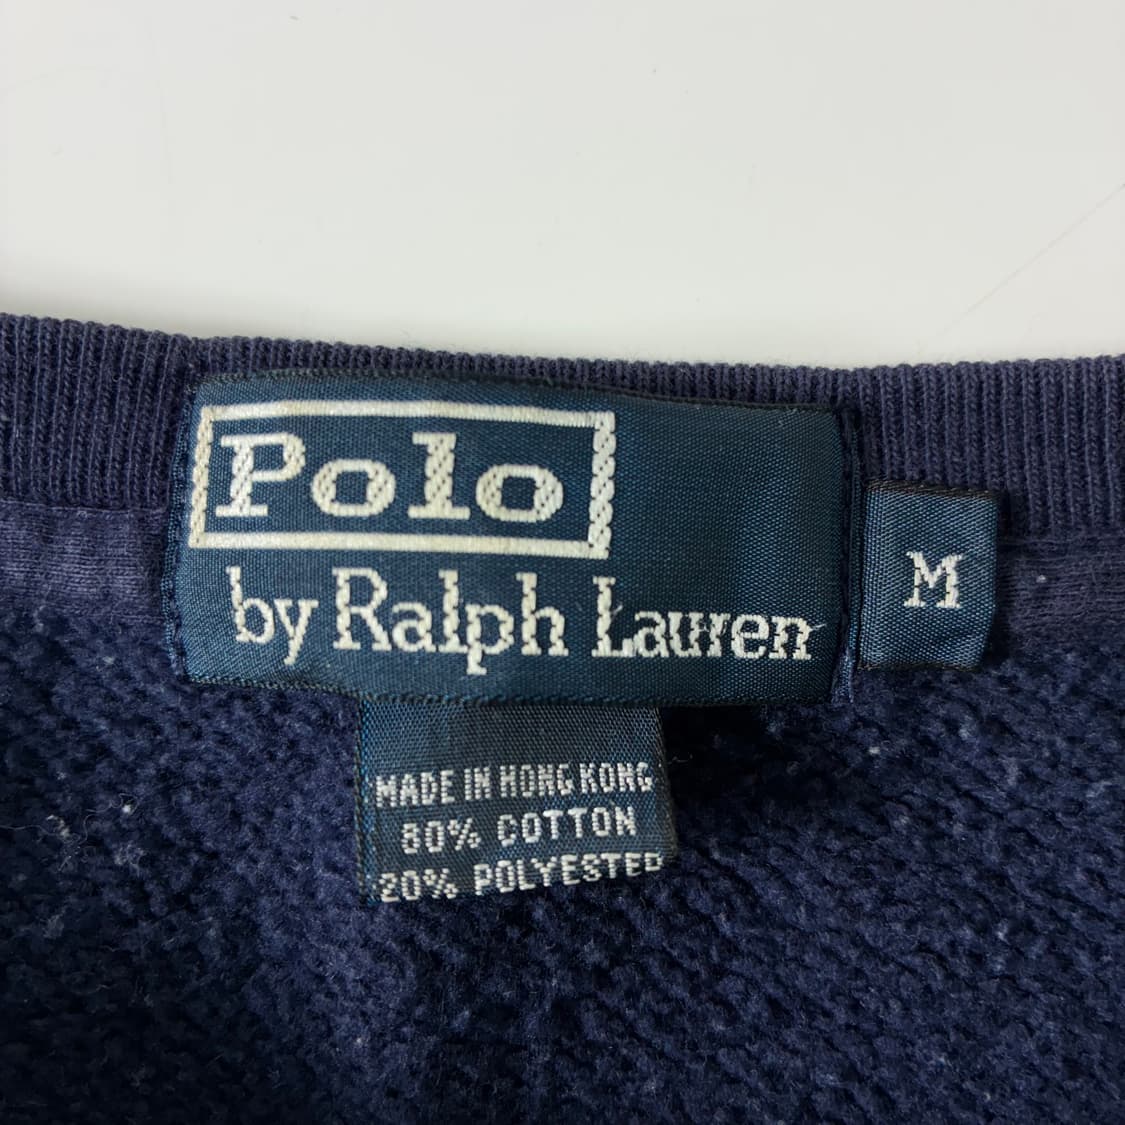 Polo
by Ralph Lauren
M
MADE IN HONG KONG
80% COTTON
20% POLYESTER